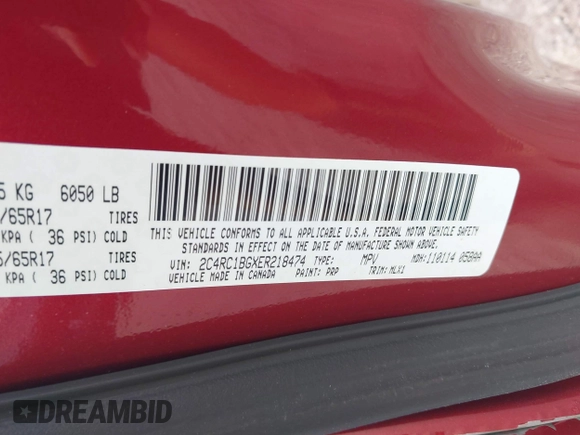 5 KG 6050 LB
/65R17 TIRES
KPA ( 36 PSI) COLD
/65R17 TIRES
KPA ( 36 PSI) COLD
THIS VEHICLE CONFORMS TO ALL APPLICABLE U.S.A. FEDERAL MOTOR VEHICLE SAFETY
STANDARDS IN EFFECT ON THE DATE OF MANUFACTURE SHOWN ABOVE
VIN: 2C4RC1BGXER218474 TYPE: MPV MDH: 110114 058AA
VEHICLE MADE IN CANADA PAINT: PRP TRIM: MLX1
DREAMBID